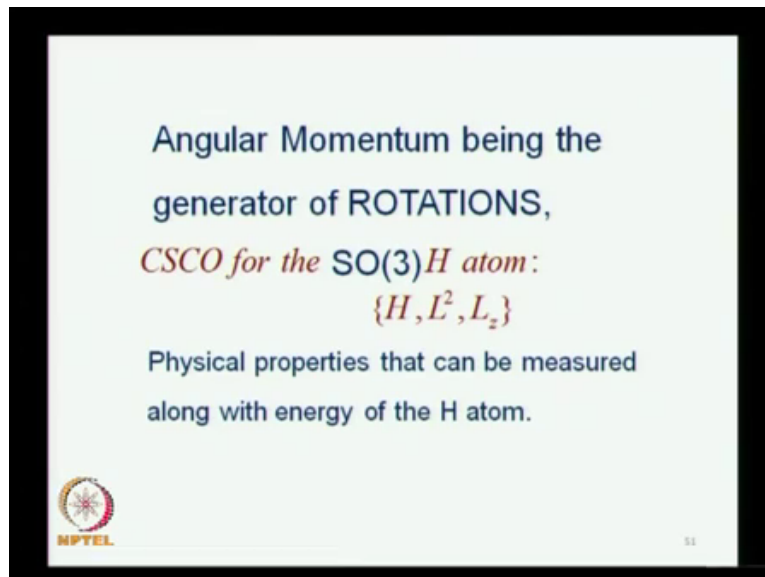 Angular Momentum being the
generator of ROTATIONS,
CSCO for the SO(3) H atom:
{H, L², L_z}
Physical properties that can be measured
along with energy of the H atom.
NPTEL
51